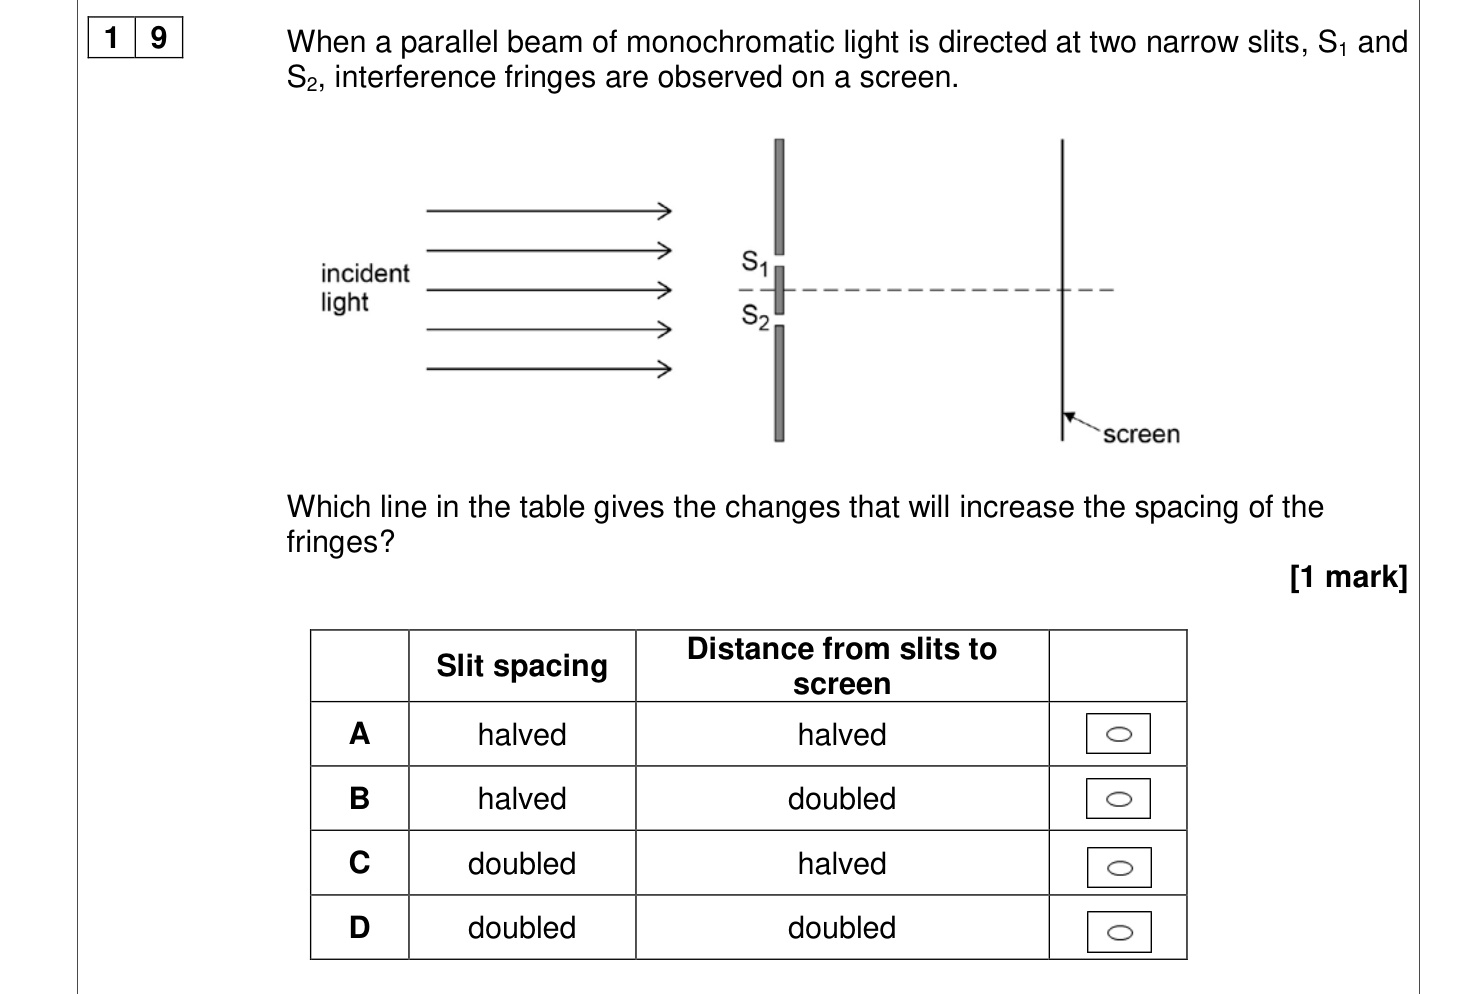 1 9
When a parallel beam of monochromatic light is directed at two narrow slits, S₁ and
S₂, interference fringes are observed on a screen.
incident
light
S₁
S₂
screen
Which line in the table gives the changes that will increase the spacing of the
fringes?
[1 mark]
Slit spacing
Distance from slits to
screen
A halved halved
B halved doubled
C doubled halved
D doubled doubled